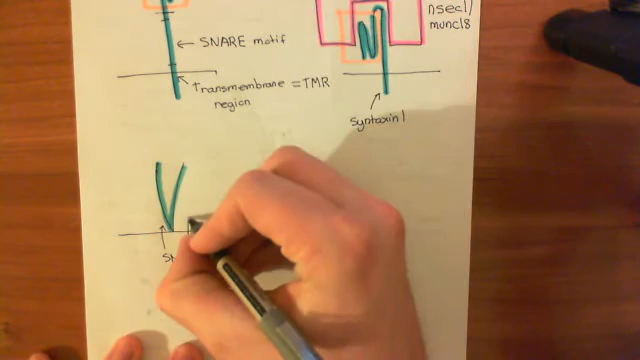 nsec1/
munc18
SNARE motif
transmembrane = TMR
region
Syntaxin 1